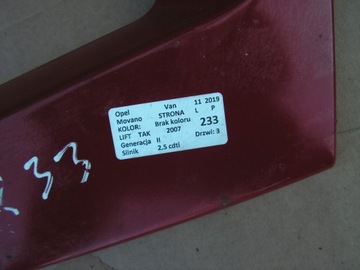 Opel Van 11 2019
Movano STRONA L P
KOLOR: Brak koloru 233
LIFT TAK 2007
Generacja II Drzwi: 3
Silnik 2.5 cdti
33